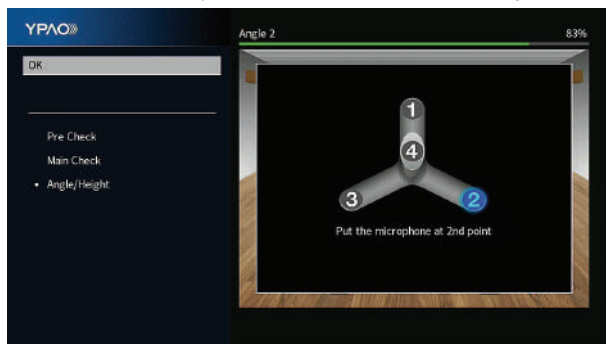 YPAO
OK
Pre Check
Main Check
• Angle/Height
Angle 2
83%
1
4
3
2
Put the microphone at 2nd point